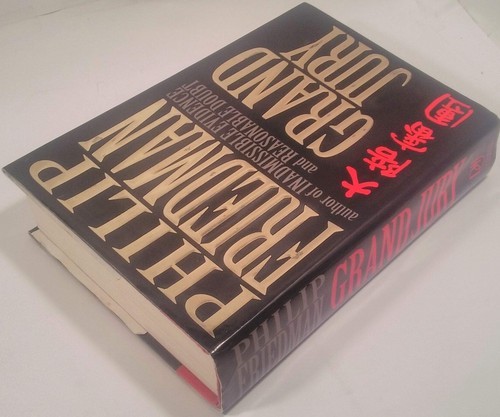 PHILIP
FRIEDMAN
author of INADMISSIBLE EVIDENCE
and REASONABLE DOUBT
GRAND
JURY
大陪審團
PHILIP
FRIEDMAN
GRAND JURY